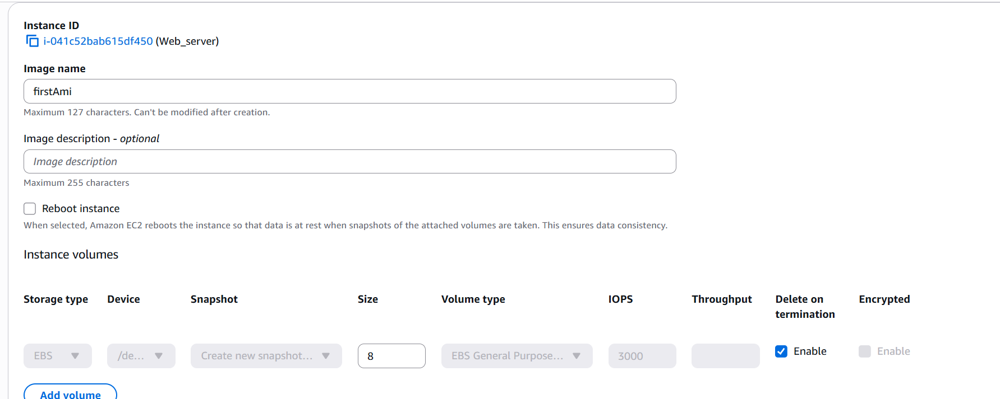 Instance ID
i-041c52bab615df450 (Web_server)
Image name
firstAmi
Maximum 127 characters. Can't be modified after creation.
Image description - optional
Image description
Maximum 255 characters
Reboot instance
When selected, Amazon EC2 reboots the instance so that data is at rest when snapshots of the attached volumes are taken. This ensures data consistency.
Instance volumes
Storage type Device Snapshot Size Volume type IOPS Throughput Delete on termination Encrypted
EBS /de... Create new snapshot... 8 EBS General Purpose... 3000 Enable Enable
Add volume